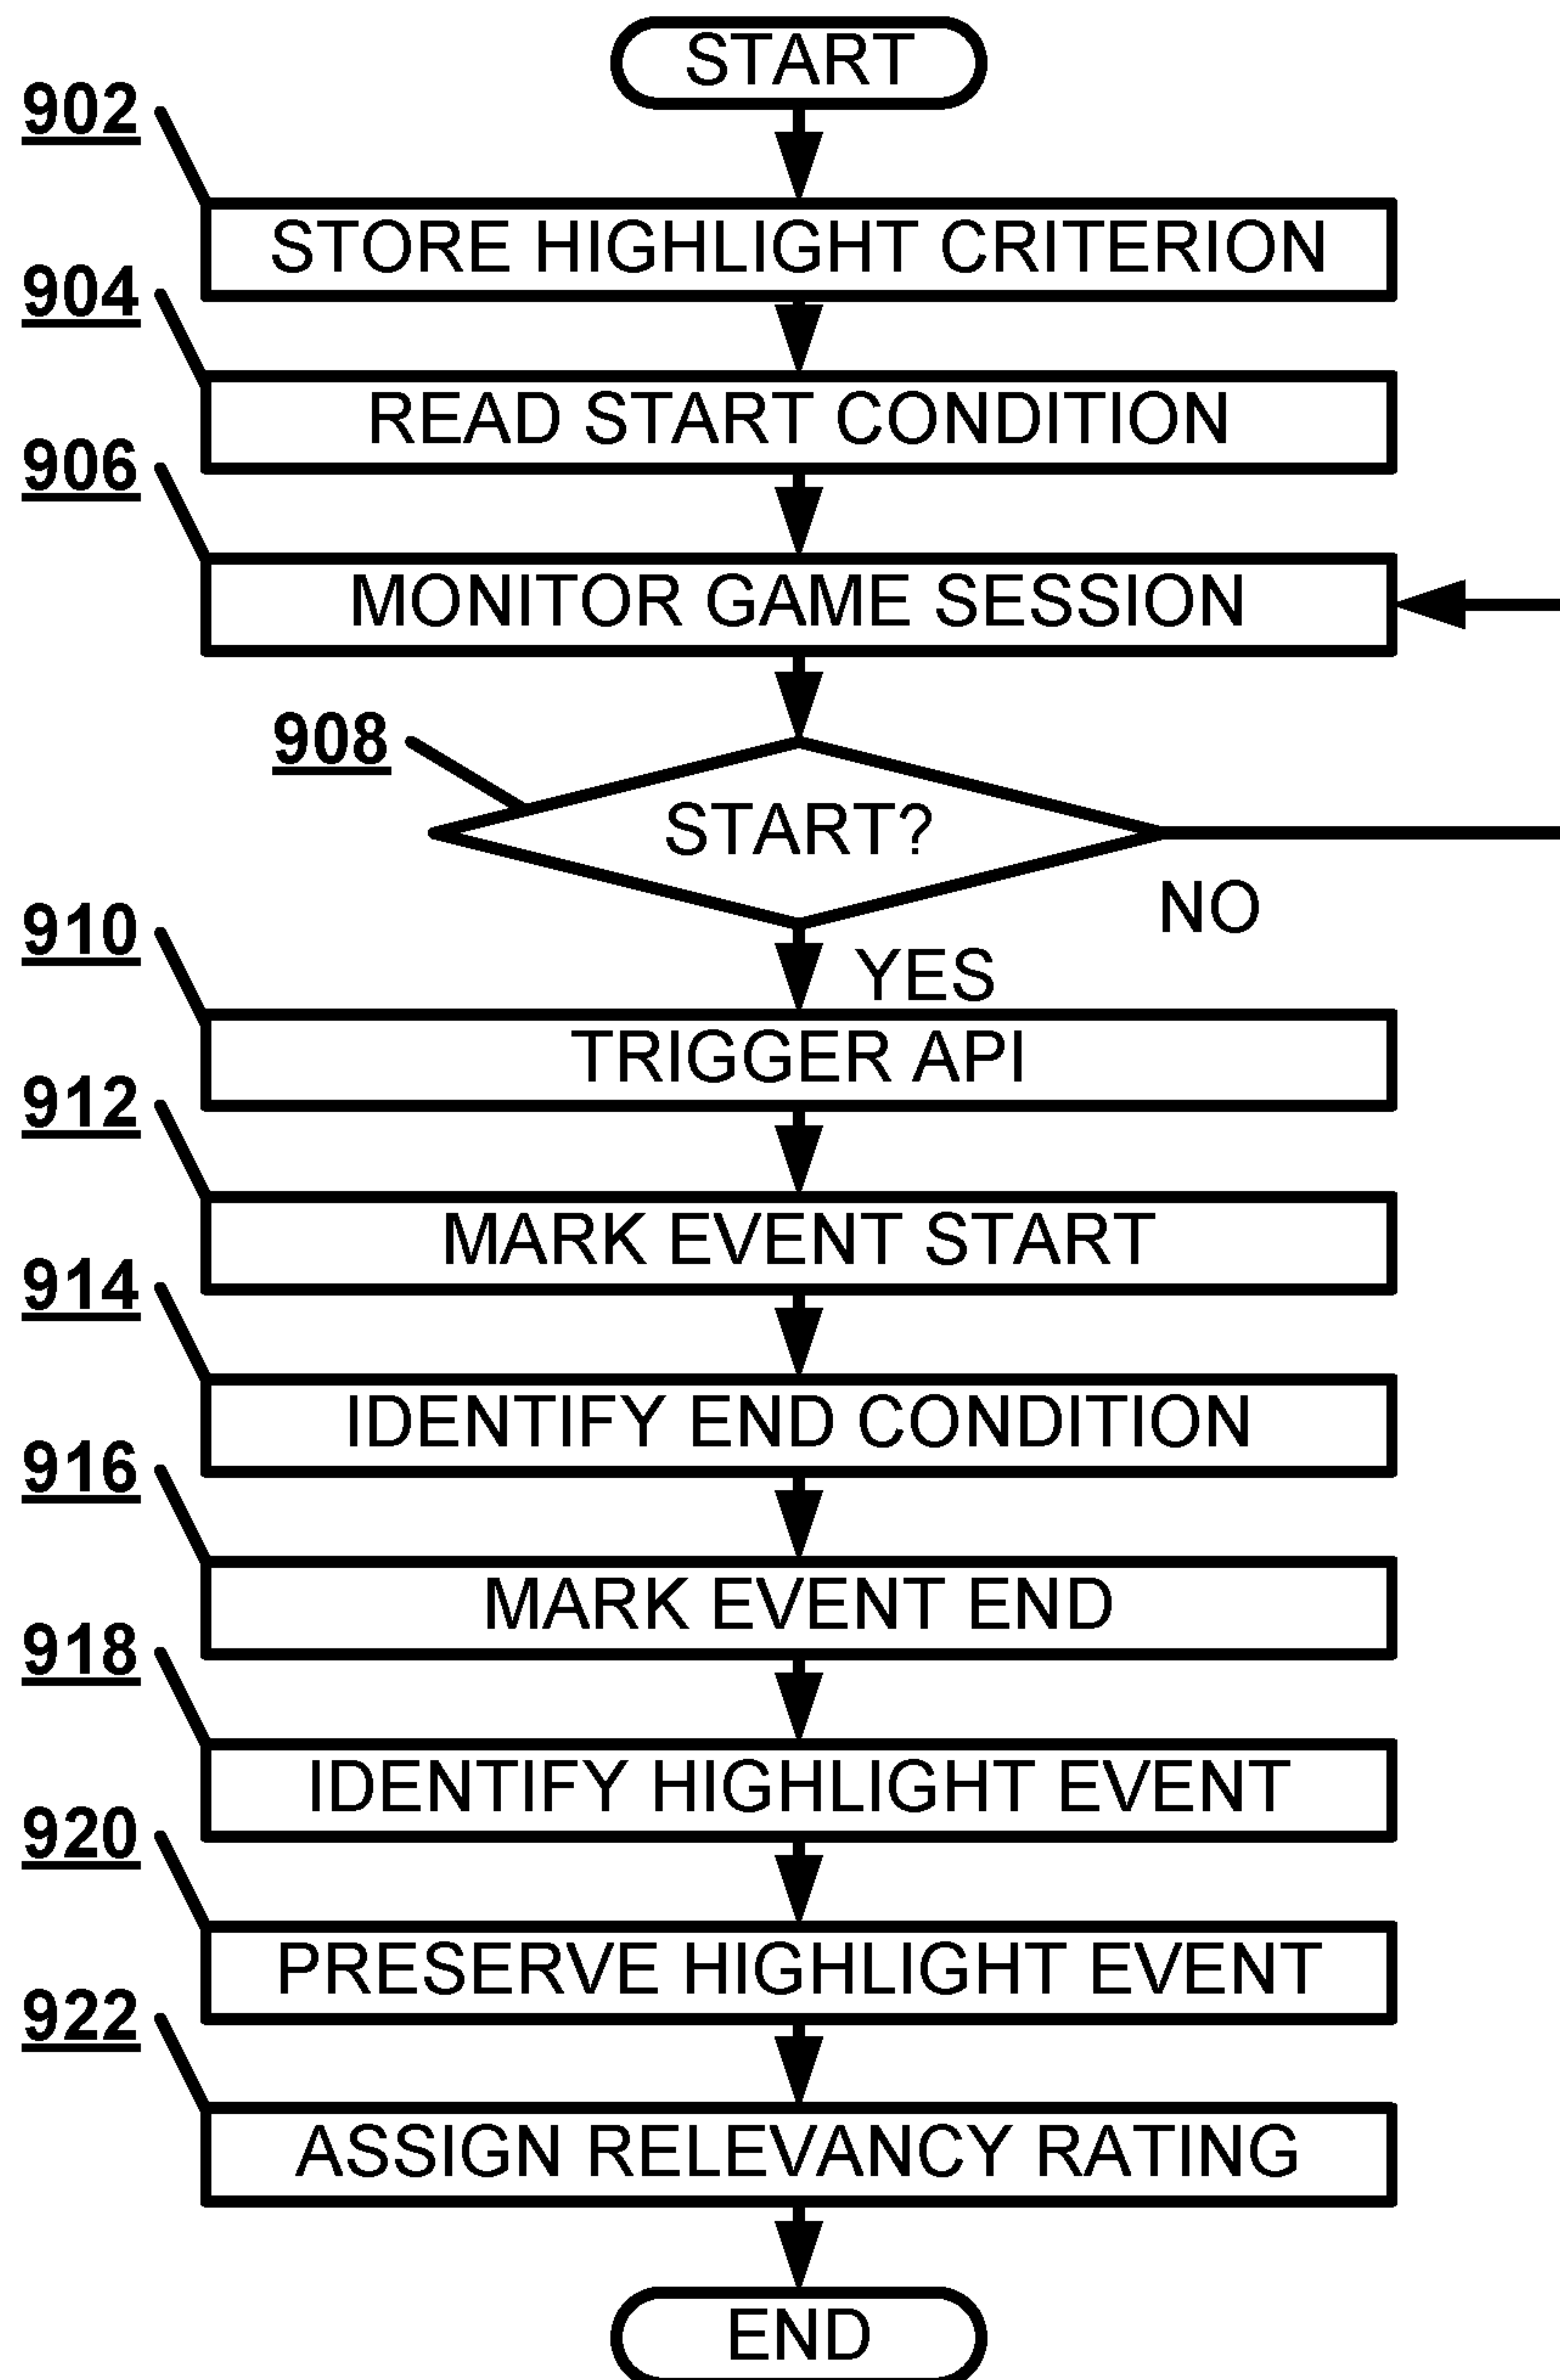 START
902
STORE HIGHLIGHT CRITERION
904
READ START CONDITION
906
MONITOR GAME SESSION
908
START?
NO
YES
910
TRIGGER API
912
MARK EVENT START
914
IDENTIFY END CONDITION
916
MARK EVENT END
918
IDENTIFY HIGHLIGHT EVENT
920
PRESERVE HIGHLIGHT EVENT
922
ASSIGN RELEVANCY RATING
END